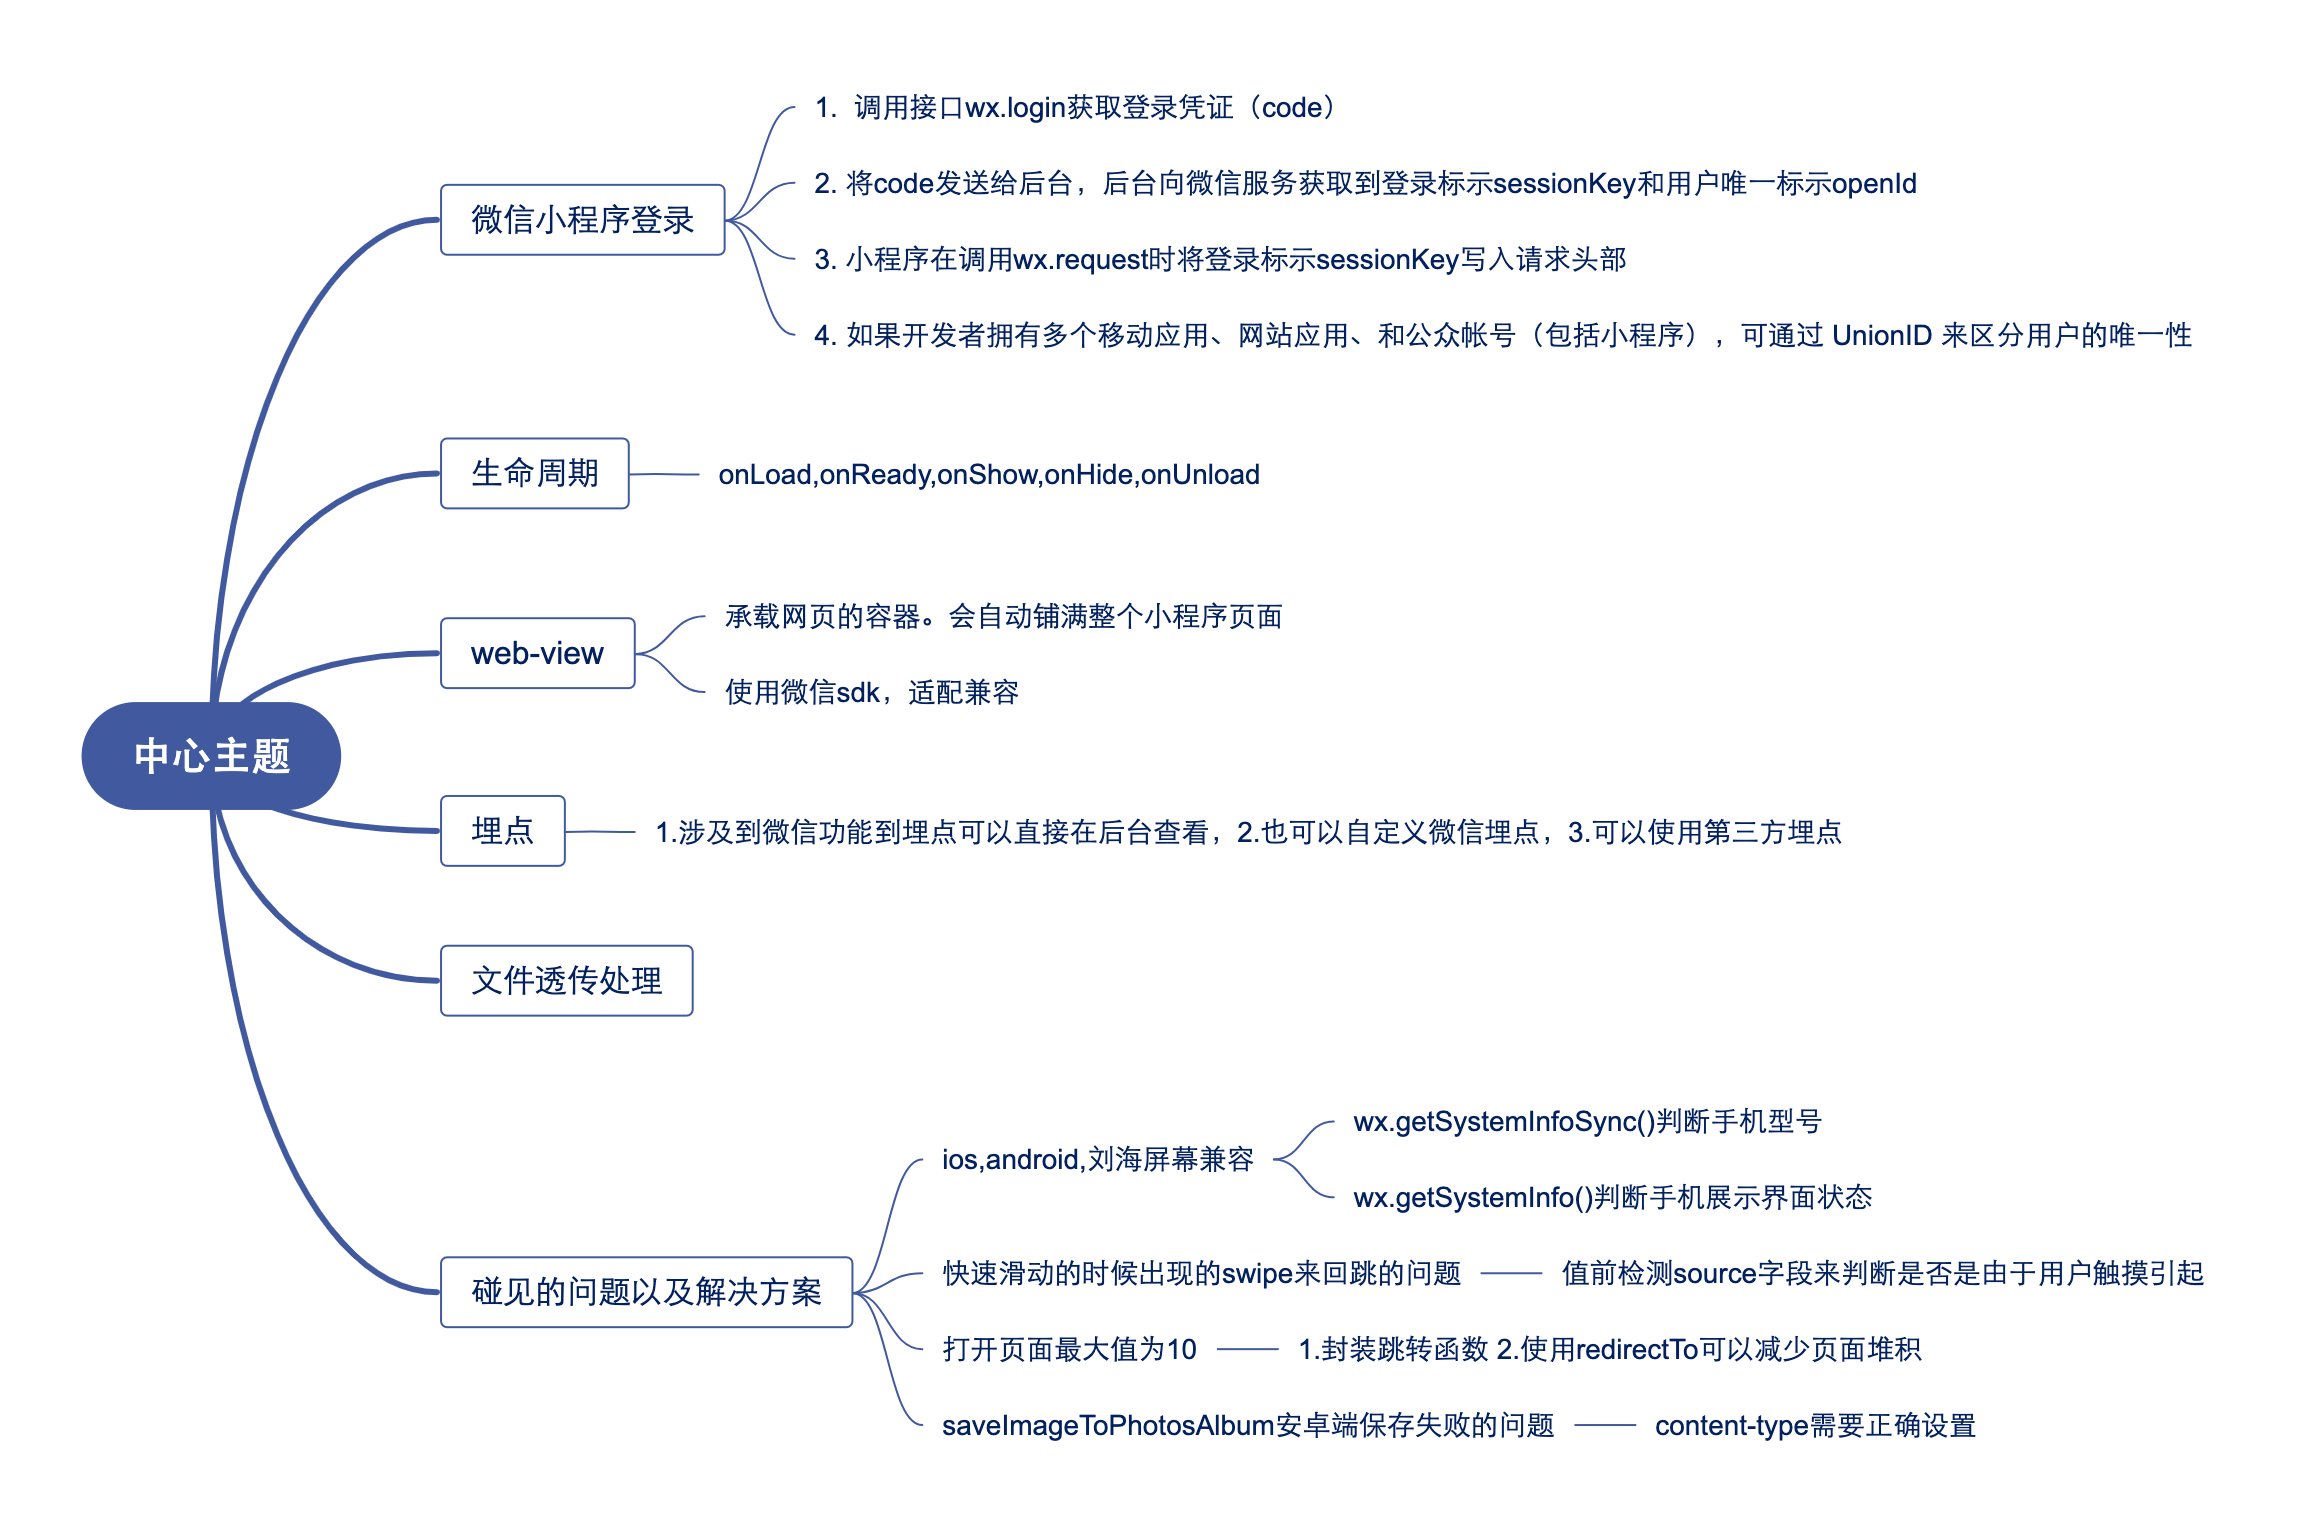 中心主题
微信小程序登录
1. 调用接口wx.login获取登录凭证（code）
2. 将code发送给后台，后台向微信服务获取到登录标示sessionKey和用户唯一标示openId
3. 小程序在调用wx.request时将登录标示sessionKey写入请求头部
4. 如果开发者拥有多个移动应用、网站应用、和公众帐号（包括小程序），可通过 UnionID 来区分用户的唯一性
生命周期
onLoad,onReady,onShow,onHide,onUnload
web-view
承载网页的容器。会自动铺满整个小程序页面
使用微信sdk，适配兼容
埋点
1.涉及到微信功能到埋点可以直接在后台查看，2.也可以自定义微信埋点，3.可以使用第三方埋点
文件透传处理
碰见的问题以及解决方案
ios,android,刘海屏幕兼容
wx.getSystemInfoSync()判断手机型号
wx.getSystemInfo()判断手机展示界面状态
快速滑动的时候出现的swipe来回跳的问题
值前检测source字段来判断是否是由于用户触摸引起
打开页面最大值为10
1.封装跳转函数 2.使用redirectTo可以减少页面堆积
saveImageToPhotosAlbum安卓端保存失败的问题
content-type需要正确设置